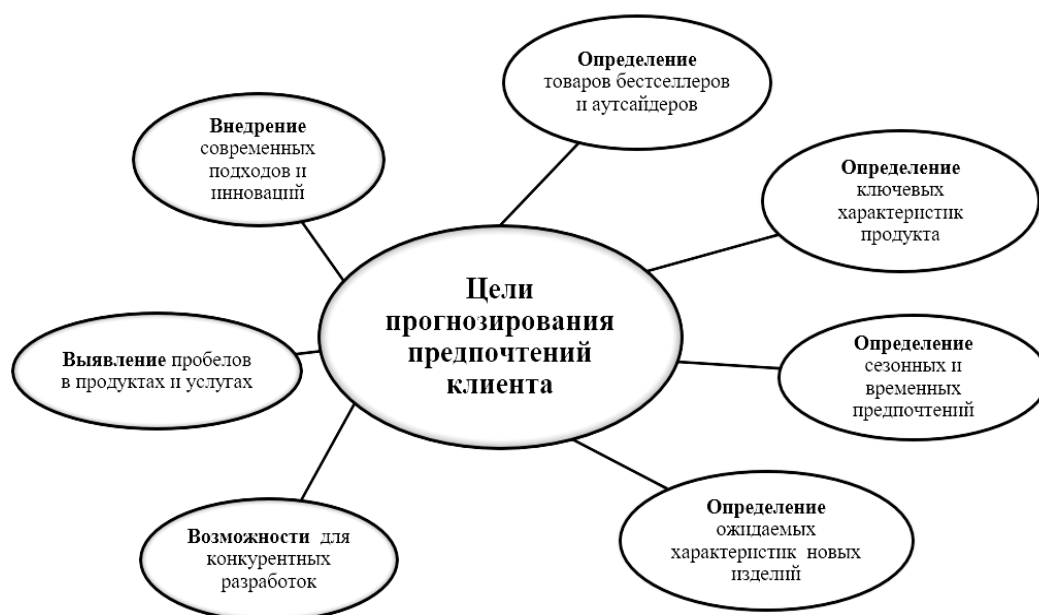 Определение
товаров бестселлеров
и аутсайдеров
Внедрение
современных
подходов и
инноваций
Определение
ключевых
характеристик
продукта
Цели
прогнозирования
предпочтений
клиента
Выявление пробелов
в продуктах и услугах
Определение
сезонных и
временных
предпочтений
Возможности для
конкурентных
разработок
Определение
ожидаемых
характеристик новых
изделий